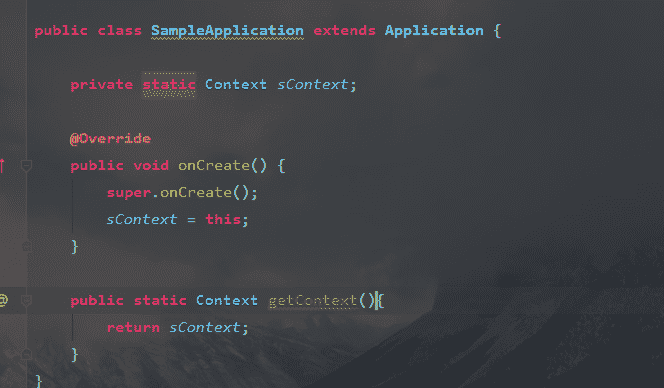 public class SampleApplication extends Application {
private static Context sContext;
@Override
public void onCreate() {
super.onCreate();
sContext = this;
}
public static Context getContext(){
return sContext;
}
}